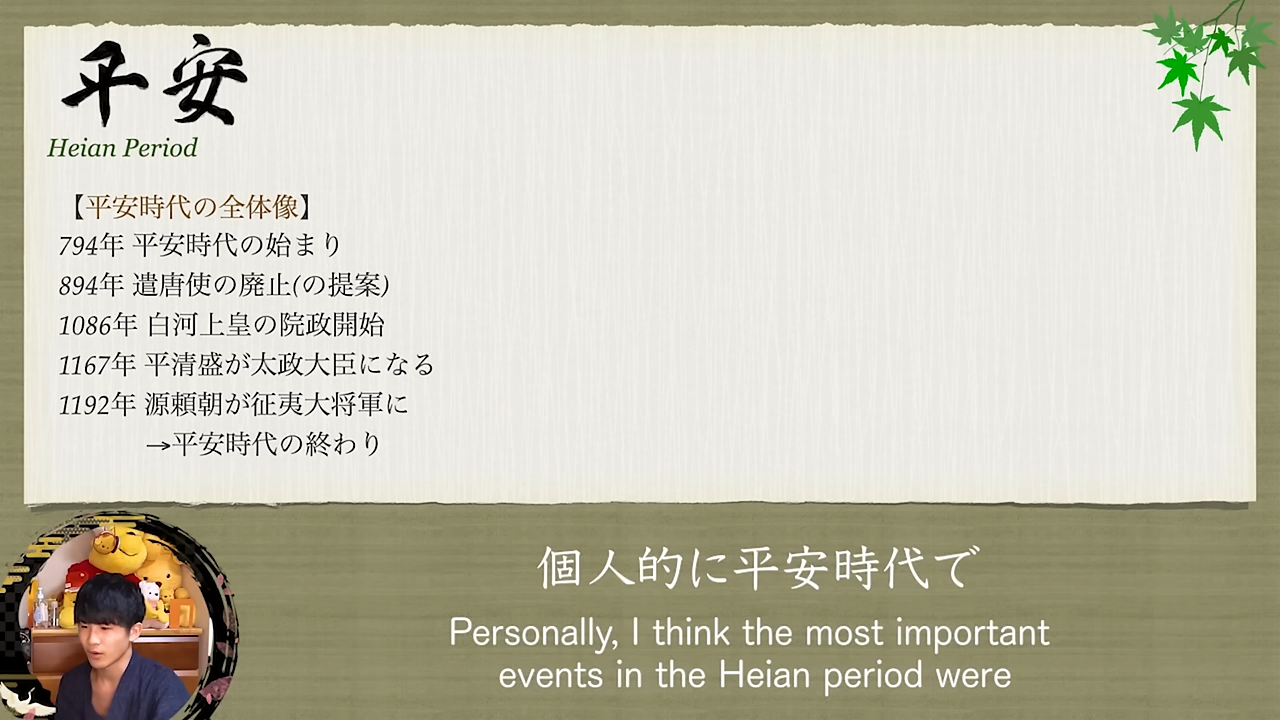 平安
Heian Period
【平安時代の全体像】
794年 平安時代の始まり
894年 遣唐使の廃止(の提案)
1086年 白河上皇の院政開始
1167年 平清盛が太政大臣になる
1192年 源頼朝が征夷大将軍に
→平安時代の終わり
個人的に平安時代で
Personally, I think the most important
events in the Heian period were